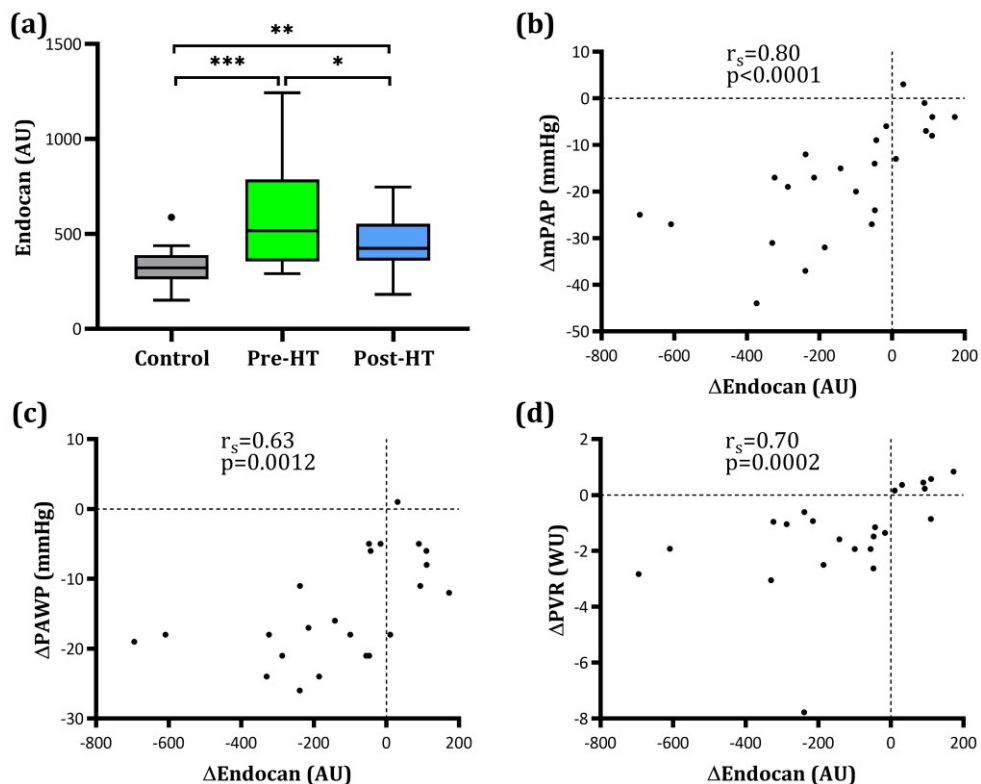 (a)
Endocan (AU)
1500
1000
500
0
**
***
*
Control
Pre-HT
Post-HT
(b)
rs=0.80
p<0.0001
ΔmPAP (mmHg)
10
0
-10
-20
-30
-40
-50
-800
-600
-400
-200
0
200
ΔEndocan (AU)
(c)
rs=0.63
p=0.0012
ΔPAWP (mmHg)
10
0
-10
-20
-30
-800
-600
-400
-200
0
200
ΔEndocan (AU)
(d)
rs=0.70
p=0.0002
ΔPVR (WU)
2
0
-2
-4
-6
-8
-800
-600
-400
-200
0
200
ΔEndocan (AU)